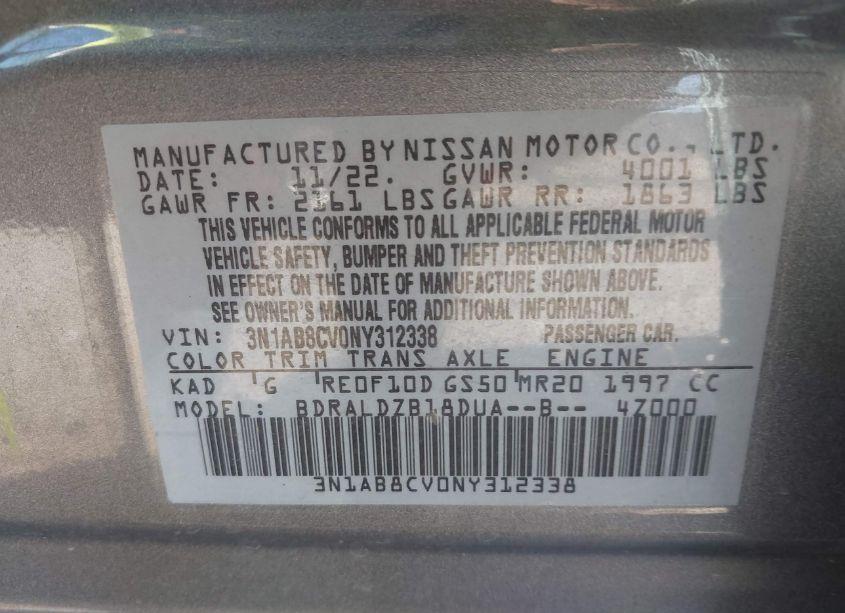 MANUFACTURED BY NISSAN MOTOR CO., LTD.
DATE: 11/22. GVWR: 4001 LBS
GAWR FR: 2161 LBS GAWR RR: 1863 LBS
THIS VEHICLE CONFORMS TO ALL APPLICABLE FEDERAL MOTOR
VEHICLE SAFETY, BUMPER AND THEFT PREVENTION STANDARDS
IN EFFECT ON THE DATE OF MANUFACTURE SHOWN ABOVE.
SEE OWNER'S MANUAL FOR ADDITIONAL INFORMATION.
VIN: 3N1AB8CV0NY312338 PASSENGER CAR.
COLOR TRIM TRANS AXLE ENGINE
KAD G RE0F10D GS50 MR20 1997 CC
MODEL: BDRALDZB18DUA--B-- 4Z000
3N1AB8CV0NY312338